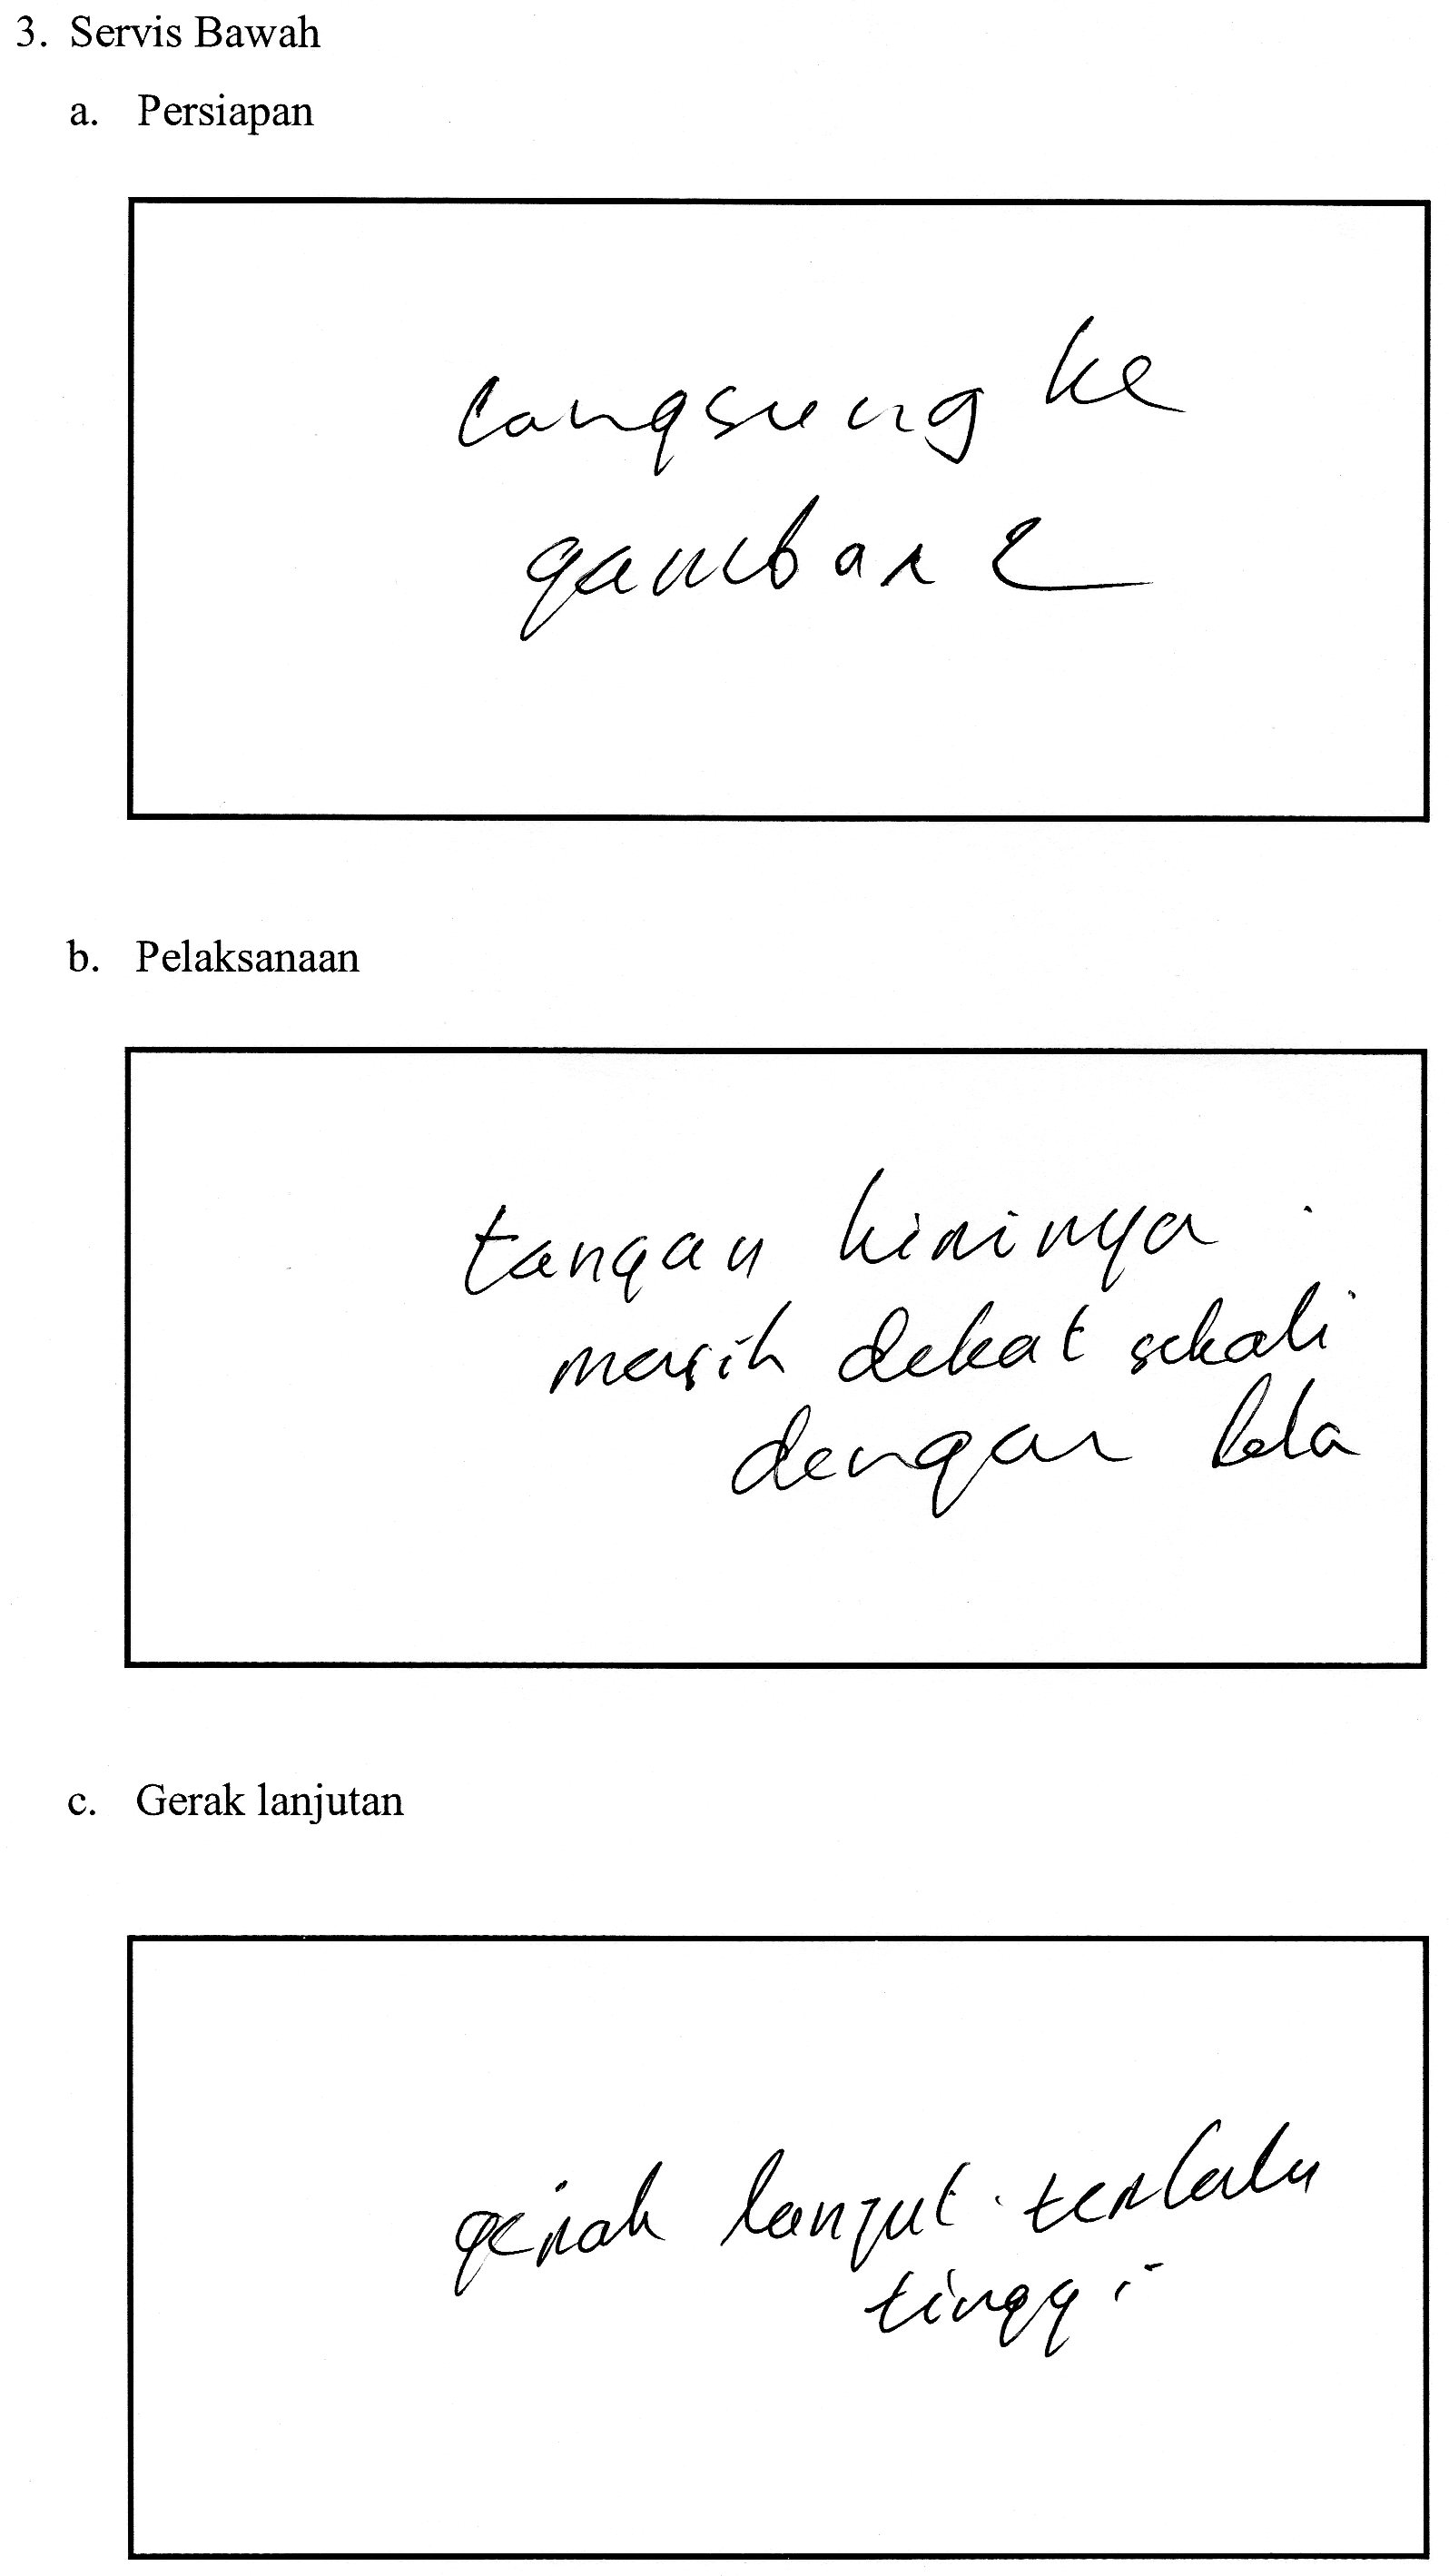 3. Servis Bawah
a. Persiapan
langsung ke
gambar 2
b. Pelaksanaan
tangan kirinya
masih dekat sekali
dengan bola
c. Gerak lanjutan
gerak lanjut terlalu
tinggi